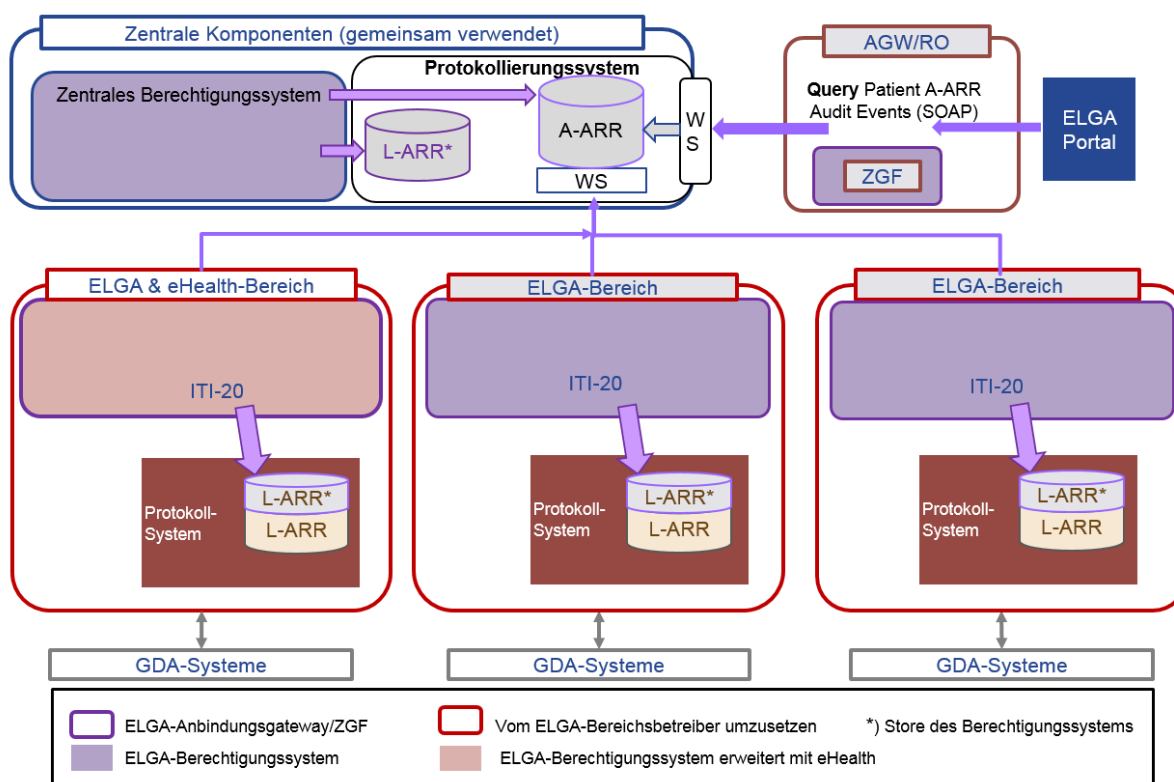 Zentrale Komponenten (gemeinsam verwendet)
AGW/RO
Protokollierungssystem
Zentrales Berechtigungssystem
A-ARR
L-ARR*
WS
W
S
Query Patient A-ARR
Audit Events (SOAP)
ZGF
ELGA
Portal
ELGA & eHealth-Bereich
ITI-20
Protokoll-
System
L-ARR*
L-ARR
GDA-Systeme
ELGA-Bereich
ITI-20
Protokoll-
System
L-ARR*
L-ARR
GDA-Systeme
ELGA-Bereich
ITI-20
Protokoll-
System
L-ARR*
L-ARR
GDA-Systeme
ELGA-Anbindungsgateway/ZGF
Vom ELGA-Bereichsbetreiber umzusetzen
*) Store des Berechtigungssystems
ELGA-Berechtigungssystem
ELGA-Berechtigungssystem erweitert mit eHealth